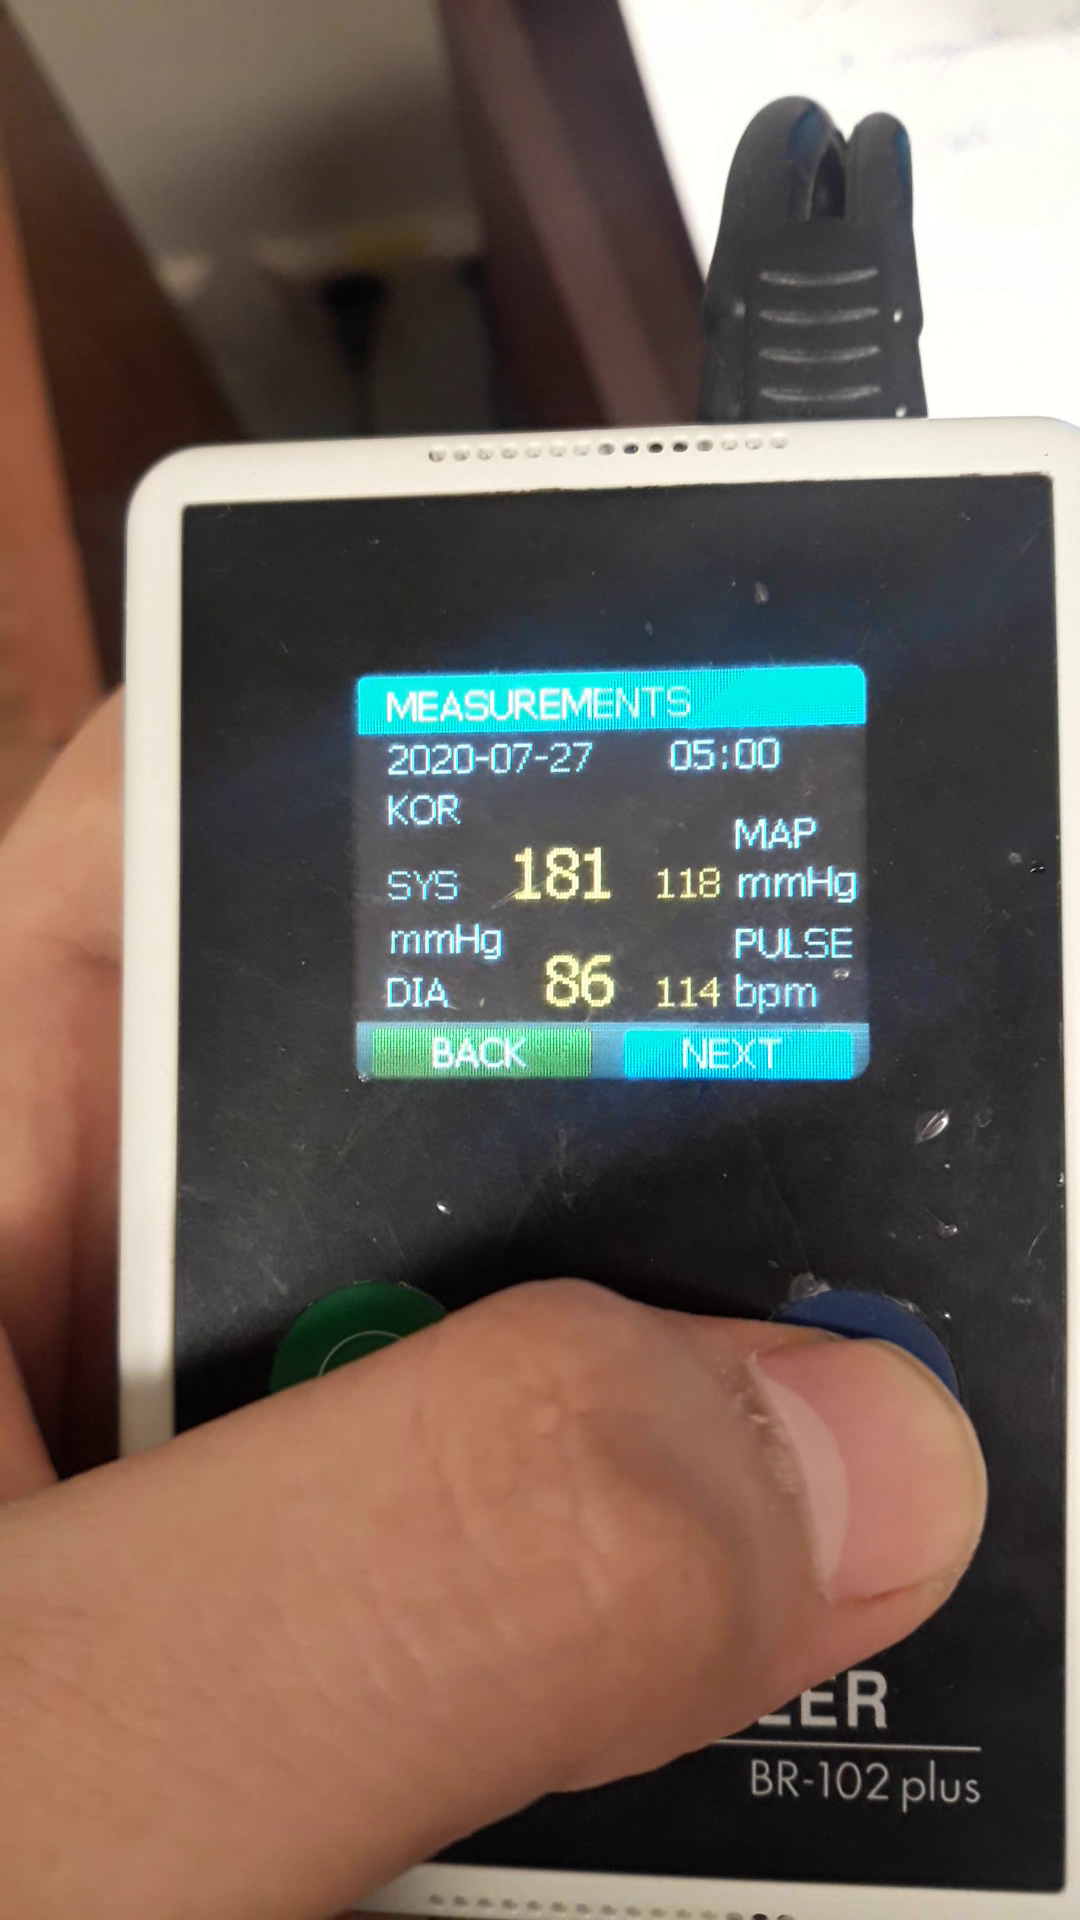 MEASUREMENTS
2020-07-27 05:00
KOR
MAP
SYS 181 118 mmHg
mmHg PULSE
DIA 86 114 bpm
BACK NEXT
BR-102 plus